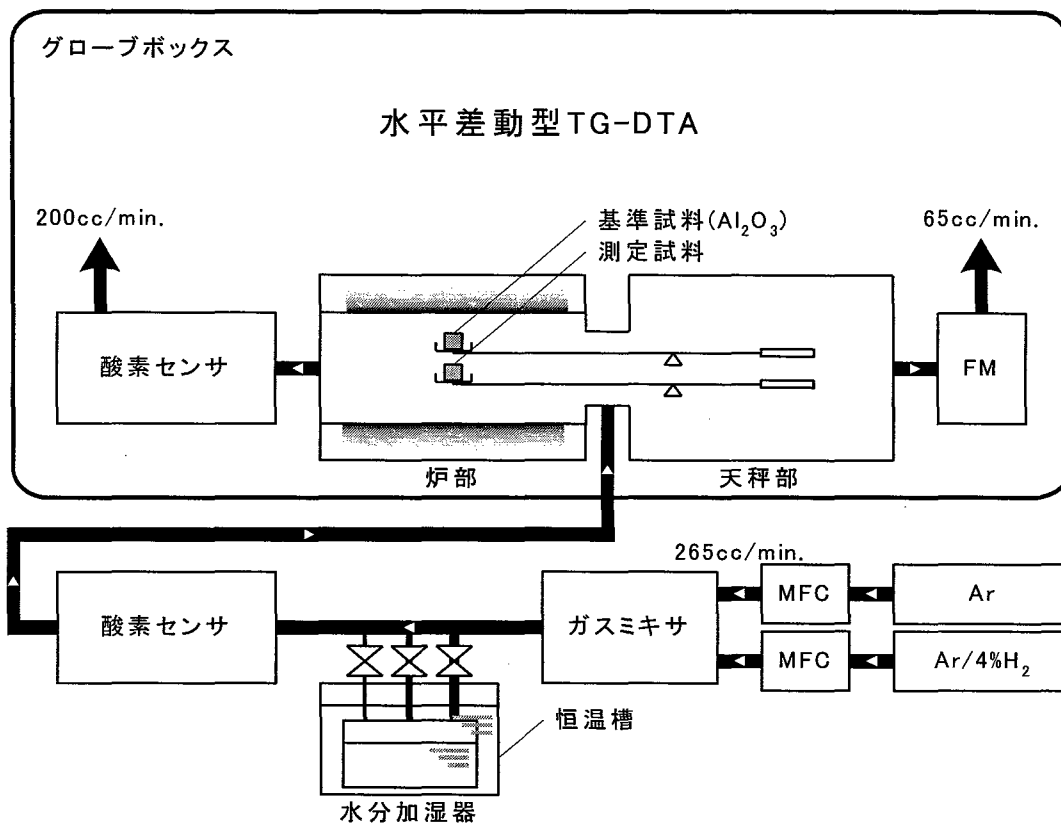 グローブボックス
水平差動型TG-DTA
200cc/min.
基準試料(Al₂O₃)
65cc/min.
測定試料
酸素センサ
FM
炉部
天秤部
265cc/min.
酸素センサ
ガスミキサ
MFC
Ar
MFC
Ar/4%H₂
恒温槽
水分加湿器